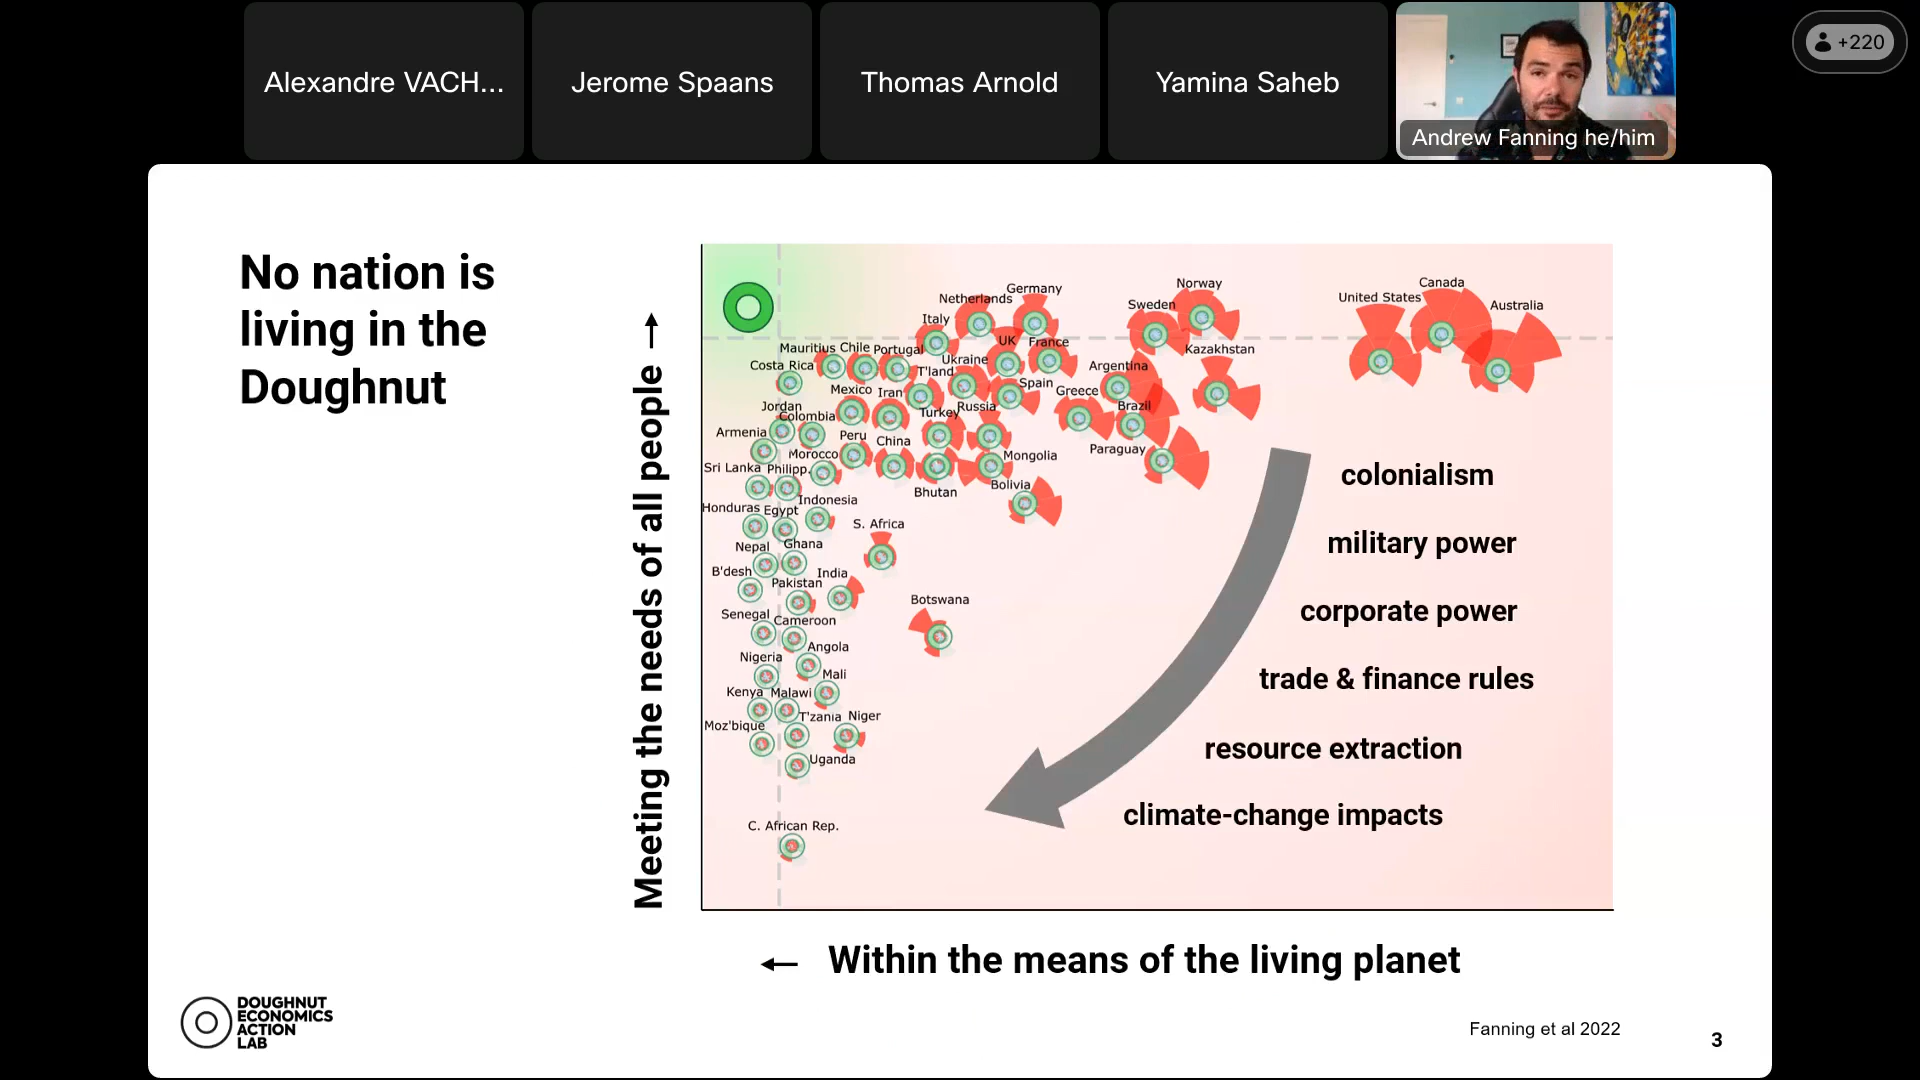 Alexandre VACH...
Jerome Spaans
Thomas Arnold
Yamina Saheb
Andrew Fanning he/him
+220
No nation is
living in the
Doughnut
Meeting the needs of all people →
Canada
Norway
Germany
United States
Netherlands
Sweden
Australia
Italy
UK
France
Mauritius
Chile
Portugal
Kazakhstan
Ukraine
Costa Rica
T'land
Argentina
Spain
Mexico
Iran
Greece
Jordan
Colombia
Turkey
Russia
Brazil
Armenia
Peru
China
Paraguay
Morocco
Mongolia
Sri Lanka
Philipp.
Bhutan
Bolivia
Indonesia
Honduras
Egypt
S. Africa
Nepal
Ghana
B'desh
Pakistan
India
Botswana
Senegal
Cameroon
Angola
Nigeria
Mali
Kenya
Malawi
Moz'bique
T'zania
Niger
Uganda
C. African Rep.
colonialism
military power
corporate power
trade & finance rules
resource extraction
climate-change impacts
← Within the means of the living planet
DOUGHNUT
ECONOMICS
ACTION
LAB
Fanning et al 2022
3